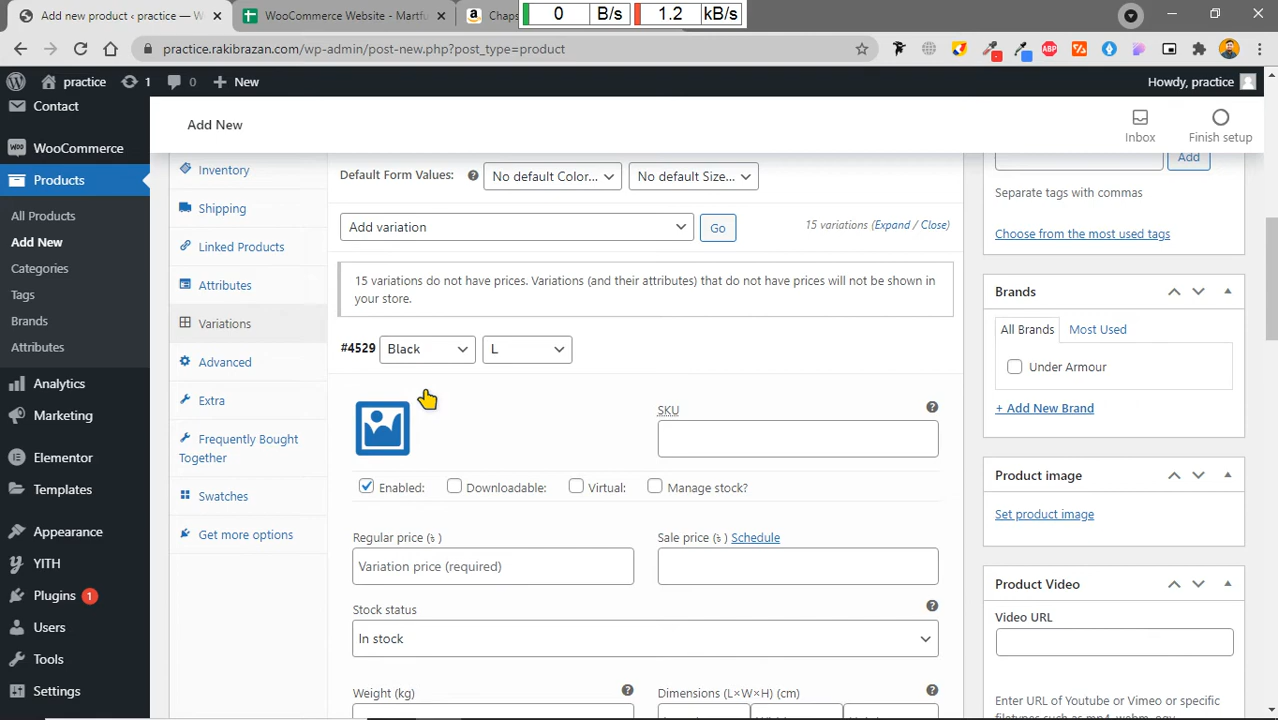 Add new product ‹ practice — W
WooCommerce Website - Martfu
Chaps
0 B/s 1.2 kB/s
practice.rakibrazan.com/wp-admin/post-new.php?post_type=product
practice 1 0 New Howdy, practice
Contact
WooCommerce
Products
All Products
Add New
Categories
Tags
Brands
Attributes
Analytics
Marketing
Elementor
Templates
Appearance
YITH
Plugins 1
Users
Tools
Settings
Add New
Inbox
Finish setup
Inventory
Shipping
Linked Products
Attributes
Variations
Advanced
Extra
Frequently Bought
Together
Swatches
Get more options
Default Form Values: No default Color... No default Size...
Add variation Go 15 variations (Expand / Close)
15 variations do not have prices. Variations (and their attributes) that do not have prices will not be shown in
your store.
#4529 Black L
SKU
Enabled: Downloadable: Virtual: Manage stock?
Regular price (৳ ) Sale price (৳ ) Schedule
Variation price (required)
Stock status
In stock
Weight (kg) Dimensions (L×W×H) (cm)
Add
Separate tags with commas
Choose from the most used tags
Brands
All Brands Most Used
Under Armour
+ Add New Brand
Product image
Set product image
Product Video
Video URL
Enter URL of Youtube or Vimeo or specific